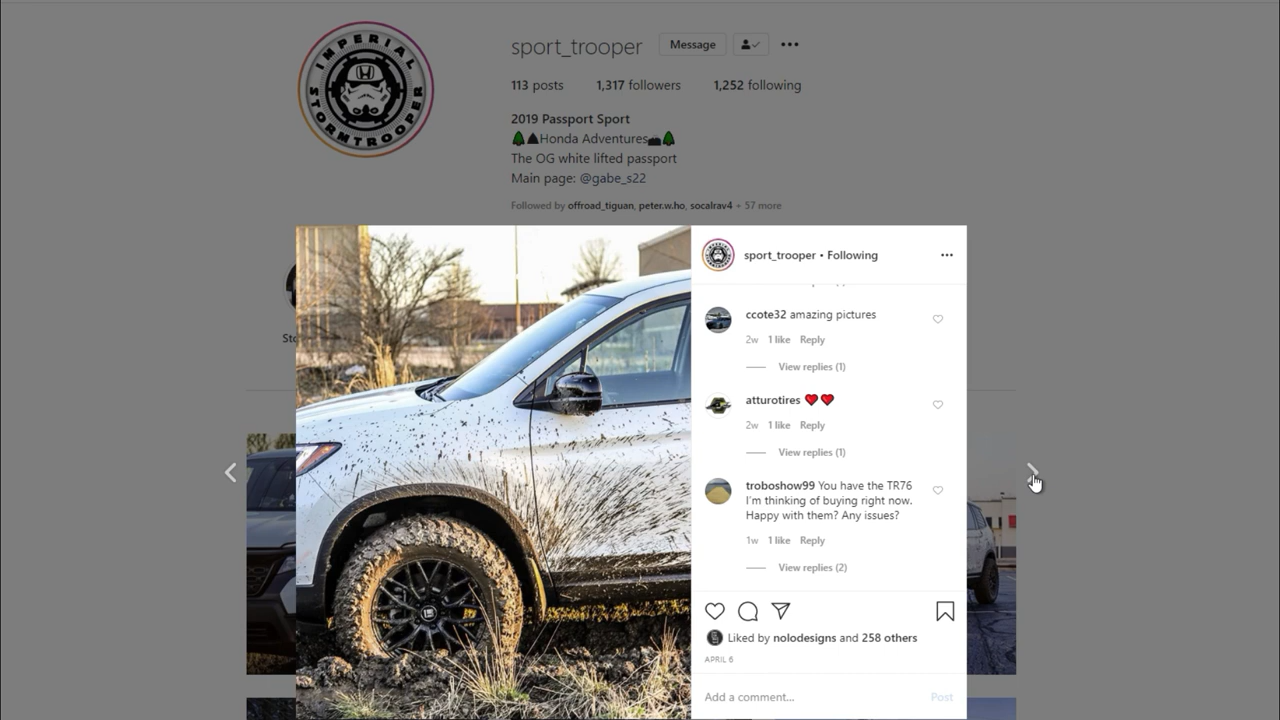 IMPERIAL
STORMTROOPER
sport_trooper
Message
113 posts 1,317 followers 1,252 following
2019 Passport Sport
🌲⛰Honda Adventures🏔🌲
The OG white lifted passport
Main page: @gabe_s22
Followed by offroad_tiguan, peter.w.ho, socalrav4 + 57 more
sport_trooper • Following
ccote32 amazing pictures
2w 1 like Reply
View replies (1)
atturotires ❤❤
2w 1 like Reply
View replies (1)
troboshow99 You have the TR76
I'm thinking of buying right now.
Happy with them? Any issues?
1w 1 like Reply
View replies (2)
Liked by nolodesigns and 258 others
APRIL 6
Add a comment... Post